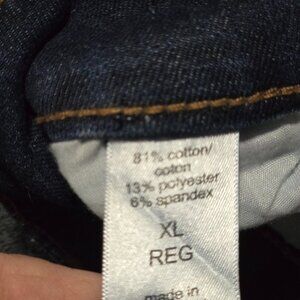 81% cotton/
coton
13% polyester
6% spandex
XL
REG
made in